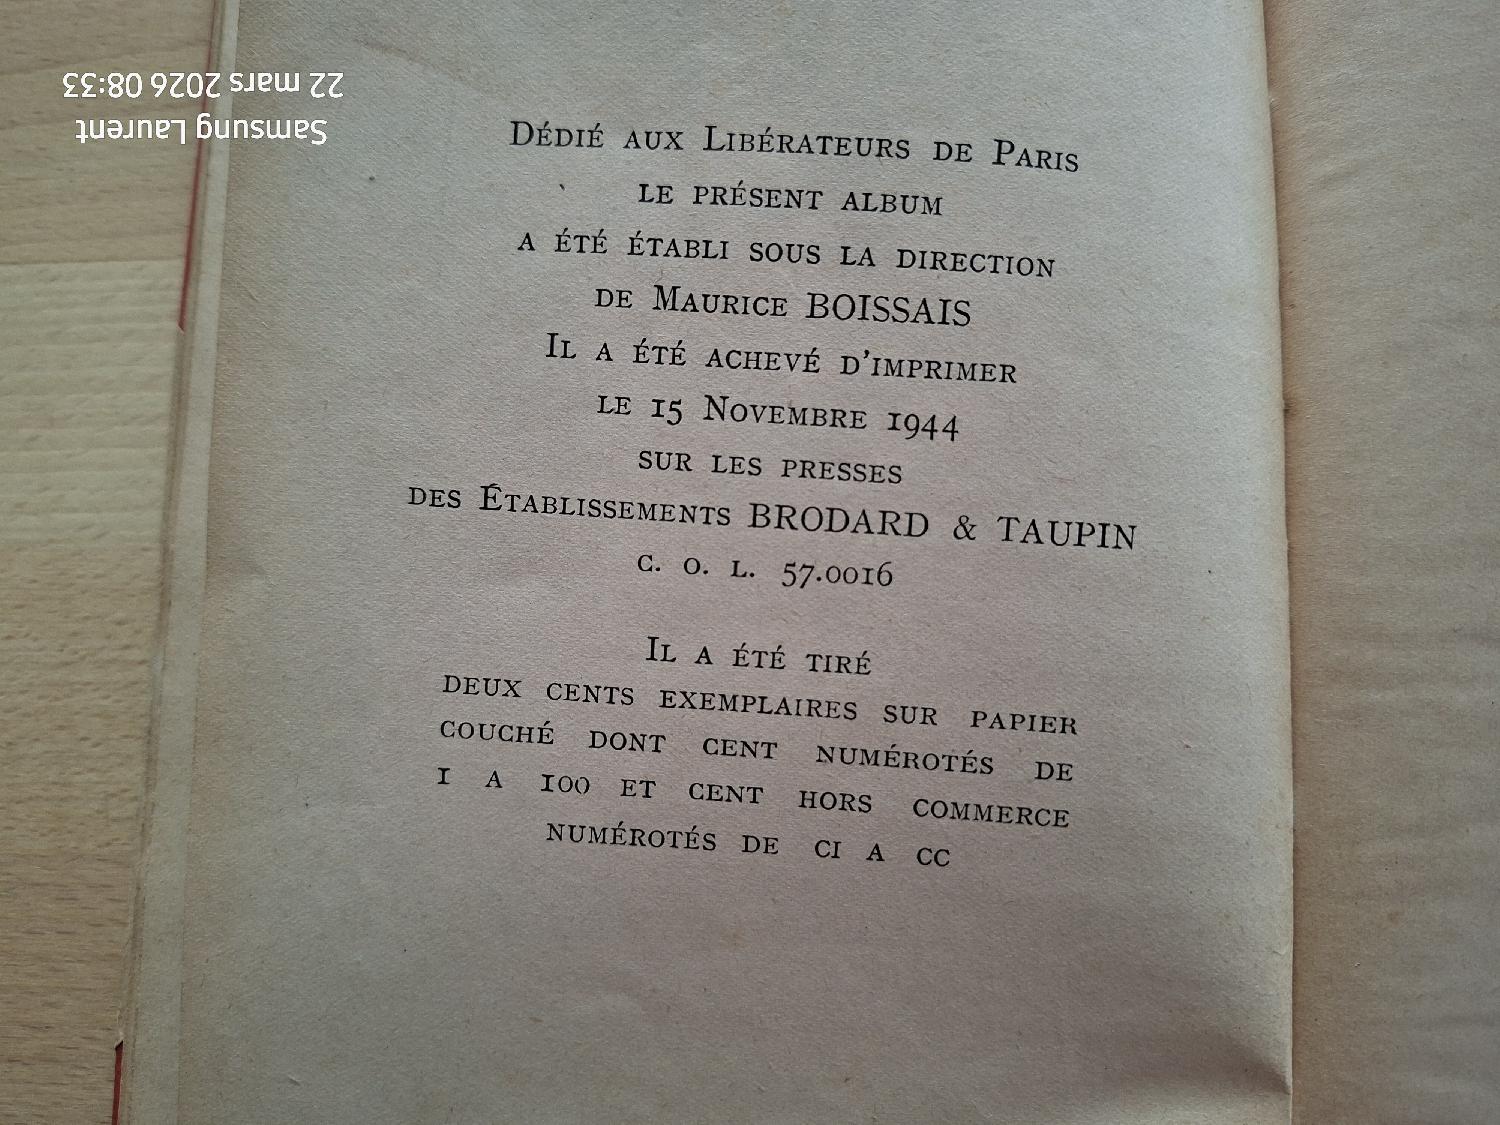 22 mars 2026 08:33
Samsung Laurent
DÉDIÉ AUX LIBÉRATEURS DE PARIS
LE PRÉSENT ALBUM
A ÉTÉ ÉTABLI SOUS LA DIRECTION
DE MAURICE BOISSAIS
IL A ÉTÉ ACHEVÉ D'IMPRIMER
LE 15 NOVEMBRE 1944
SUR LES PRESSES
DES ÉTABLISSEMENTS BRODARD & TAUPIN
C. O. L. 57.0016
IL A ÉTÉ TIRÉ
DEUX CENTS EXEMPLAIRES SUR PAPIER
COUCHÉ DONT CENT NUMÉROTÉS DE
1 A 100 ET CENT HORS COMMERCE
NUMÉROTÉS DE CI A CC